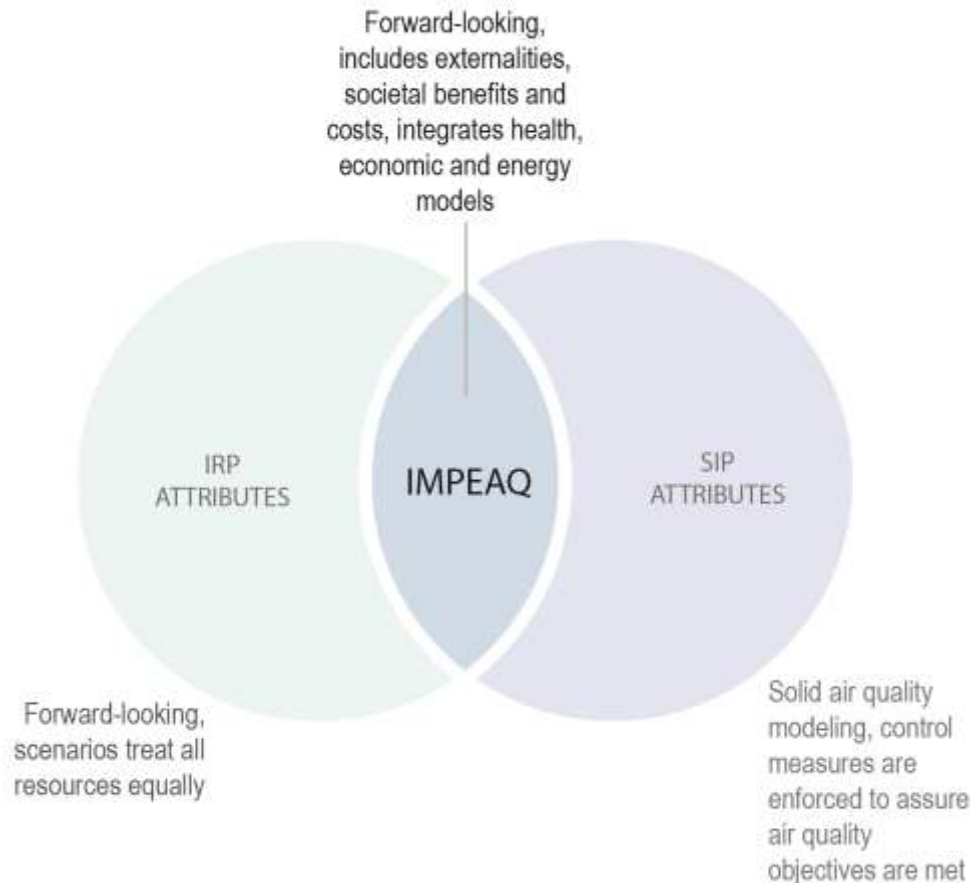 Forward-looking,
includes externalities,
societal benefits and
costs, integrates health,
economic and energy
models
IRP
ATTRIBUTES
IMPEAQ
SIP
ATTRIBUTES
Forward-looking,
scenarios treat all
resources equally
Solid air quality
modeling, control
measures are
enforced to assure
air quality
objectives are met